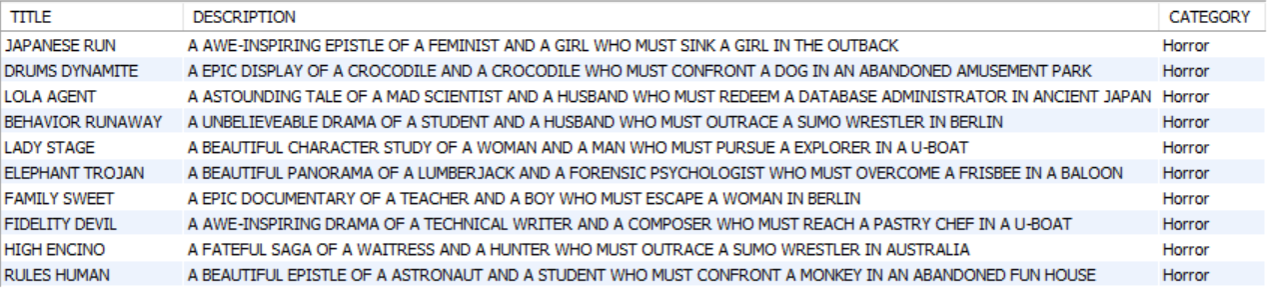 TITLE DESCRIPTION CATEGORY
JAPANESE RUN A AWE-INSPIRING EPISTLE OF A FEMINIST AND A GIRL WHO MUST SINK A GIRL IN THE OUTBACK Horror
DRUMS DYNAMITE A EPIC DISPLAY OF A CROCODILE AND A CROCODILE WHO MUST CONFRONT A DOG IN AN ABANDONED AMUSEMENT PARK Horror
LOLA AGENT A ASTOUNDING TALE OF A MAD SCIENTIST AND A HUSBAND WHO MUST REDEEM A DATABASE ADMINISTRATOR IN ANCIENT JAPAN Horror
BEHAVIOR RUNAWAY A UNBELIEVEABLE DRAMA OF A STUDENT AND A HUSBAND WHO MUST OUTRACE A SUMO WRESTLER IN BERLIN Horror
LADY STAGE A BEAUTIFUL CHARACTER STUDY OF A WOMAN AND A MAN WHO MUST PURSUE A EXPLORER IN A U-BOAT Horror
ELEPHANT TROJAN A BEAUTIFUL PANORAMA OF A LUMBERJACK AND A FORENSIC PSYCHOLOGIST WHO MUST OVERCOME A FRISBEE IN A BALOON Horror
FAMILY SWEET A EPIC DOCUMENTARY OF A TEACHER AND A BOY WHO MUST ESCAPE A WOMAN IN BERLIN Horror
FIDELITY DEVIL A AWE-INSPIRING DRAMA OF A TECHNICAL WRITER AND A COMPOSER WHO MUST REACH A PASTRY CHEF IN A U-BOAT Horror
HIGH ENCINO A FATEFUL SAGA OF A WAITRESS AND A HUNTER WHO MUST OUTRACE A SUMO WRESTLER IN AUSTRALIA Horror
RULES HUMAN A BEAUTIFUL EPISTLE OF A ASTRONAUT AND A STUDENT WHO MUST CONFRONT A MONKEY IN AN ABANDONED FUN HOUSE Horror